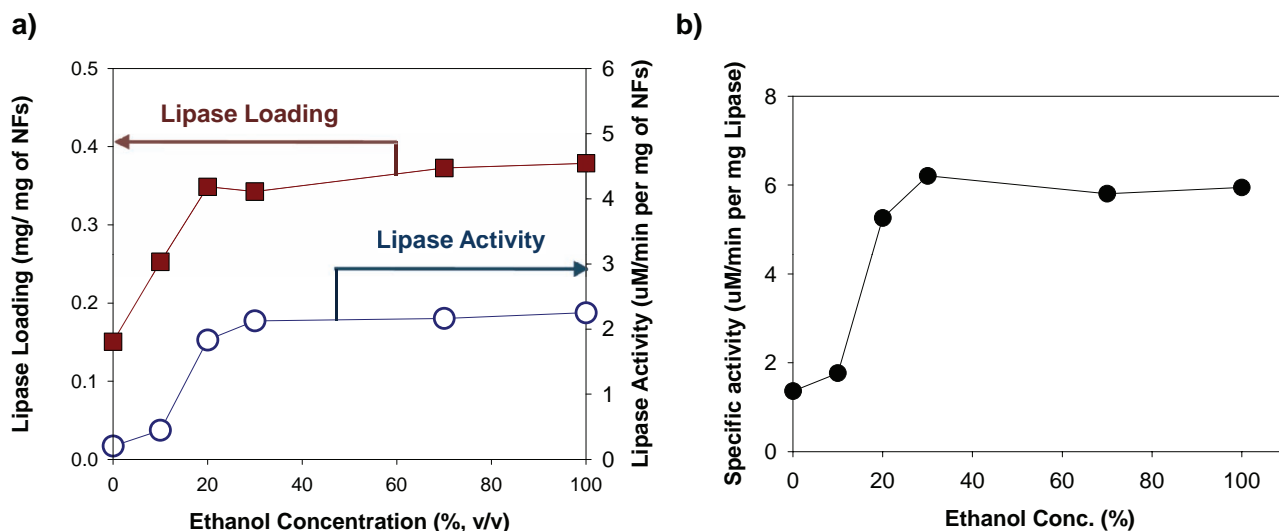 a)
Lipase Loading (mg/ mg of NFs)
0.5
0.4
0.3
0.2
0.1
0.0
Lipase Loading
Lipase Activity
6
5
4
3
2
1
0
Lipase Activity (uM/min per mg of NFs)
0 20 40 60 80 100
Ethanol Concentration (%, v/v)
b)
Specific activity (uM/min per mg Lipase)
8
6
4
2
0
0 20 40 60 80 100
Ethanol Conc. (%)